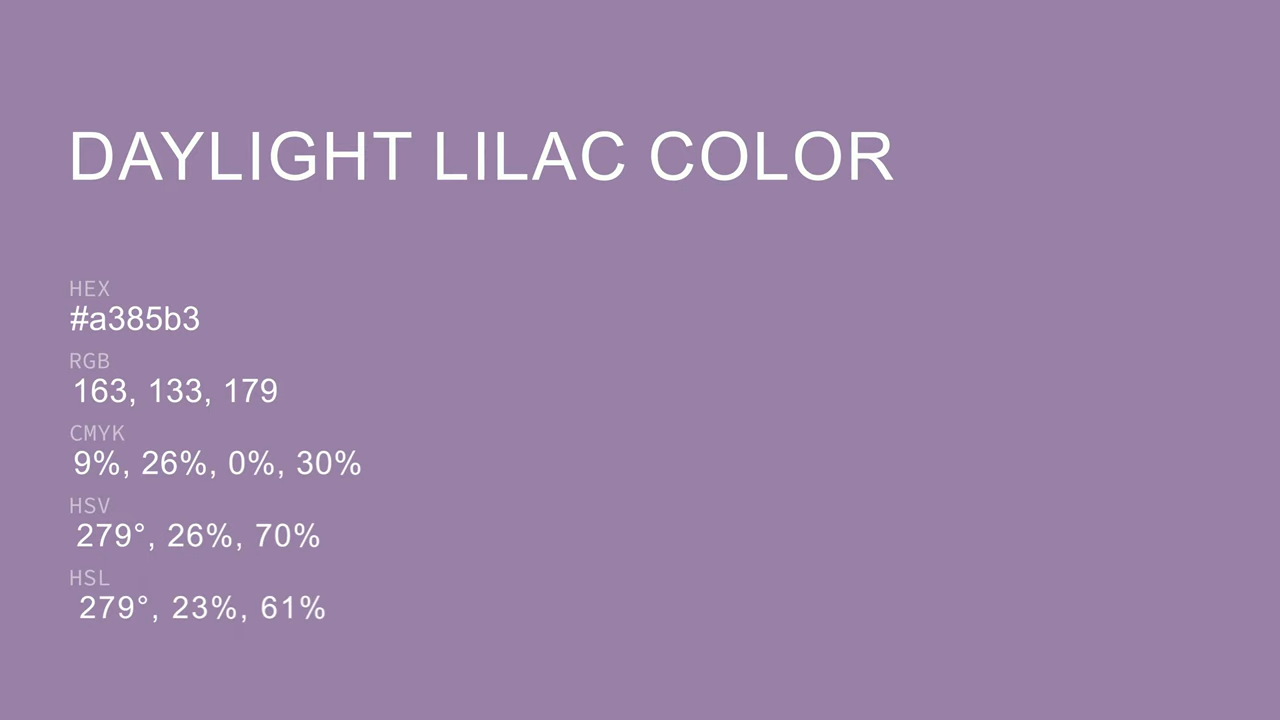 DAYLIGHT LILAC COLOR
HEX
#a385b3
RGB
163, 133, 179
CMYK
9%, 26%, 0%, 30%
HSV
279°, 26%, 70%
HSL
279°, 23%, 61%